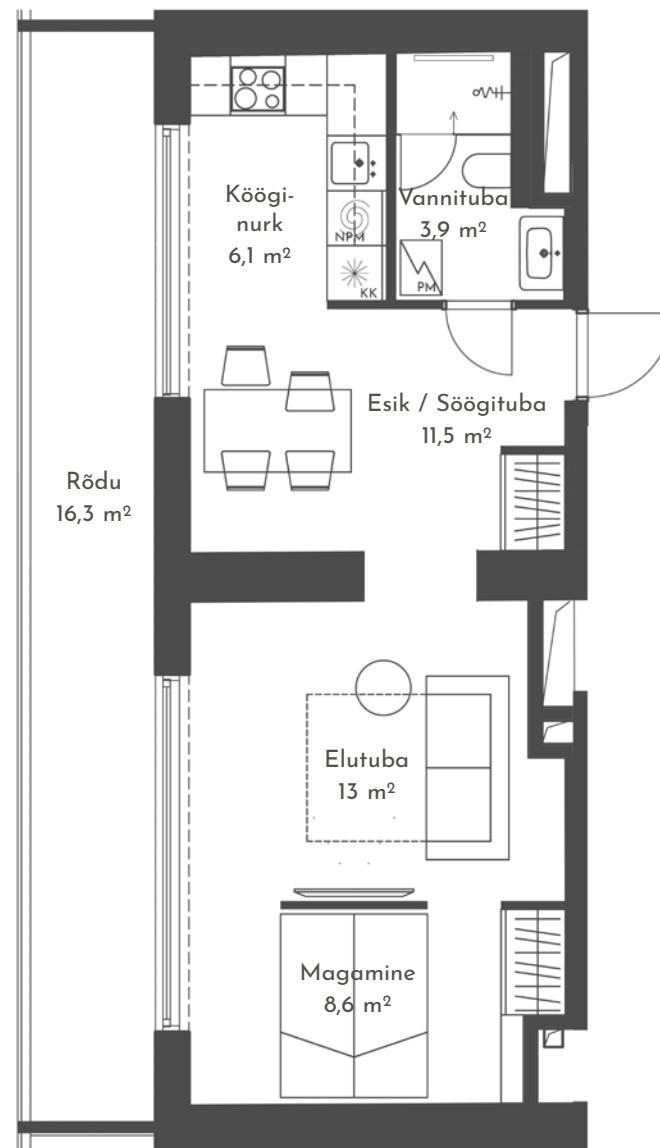 Köögi-
nurk
6,1 m²
Vannituba
3,9 m²
NPM
KK
PM
Esik / Söögituba
11,5 m²
Rõdu
16,3 m²
Elutuba
13 m²
Magamine
8,6 m²